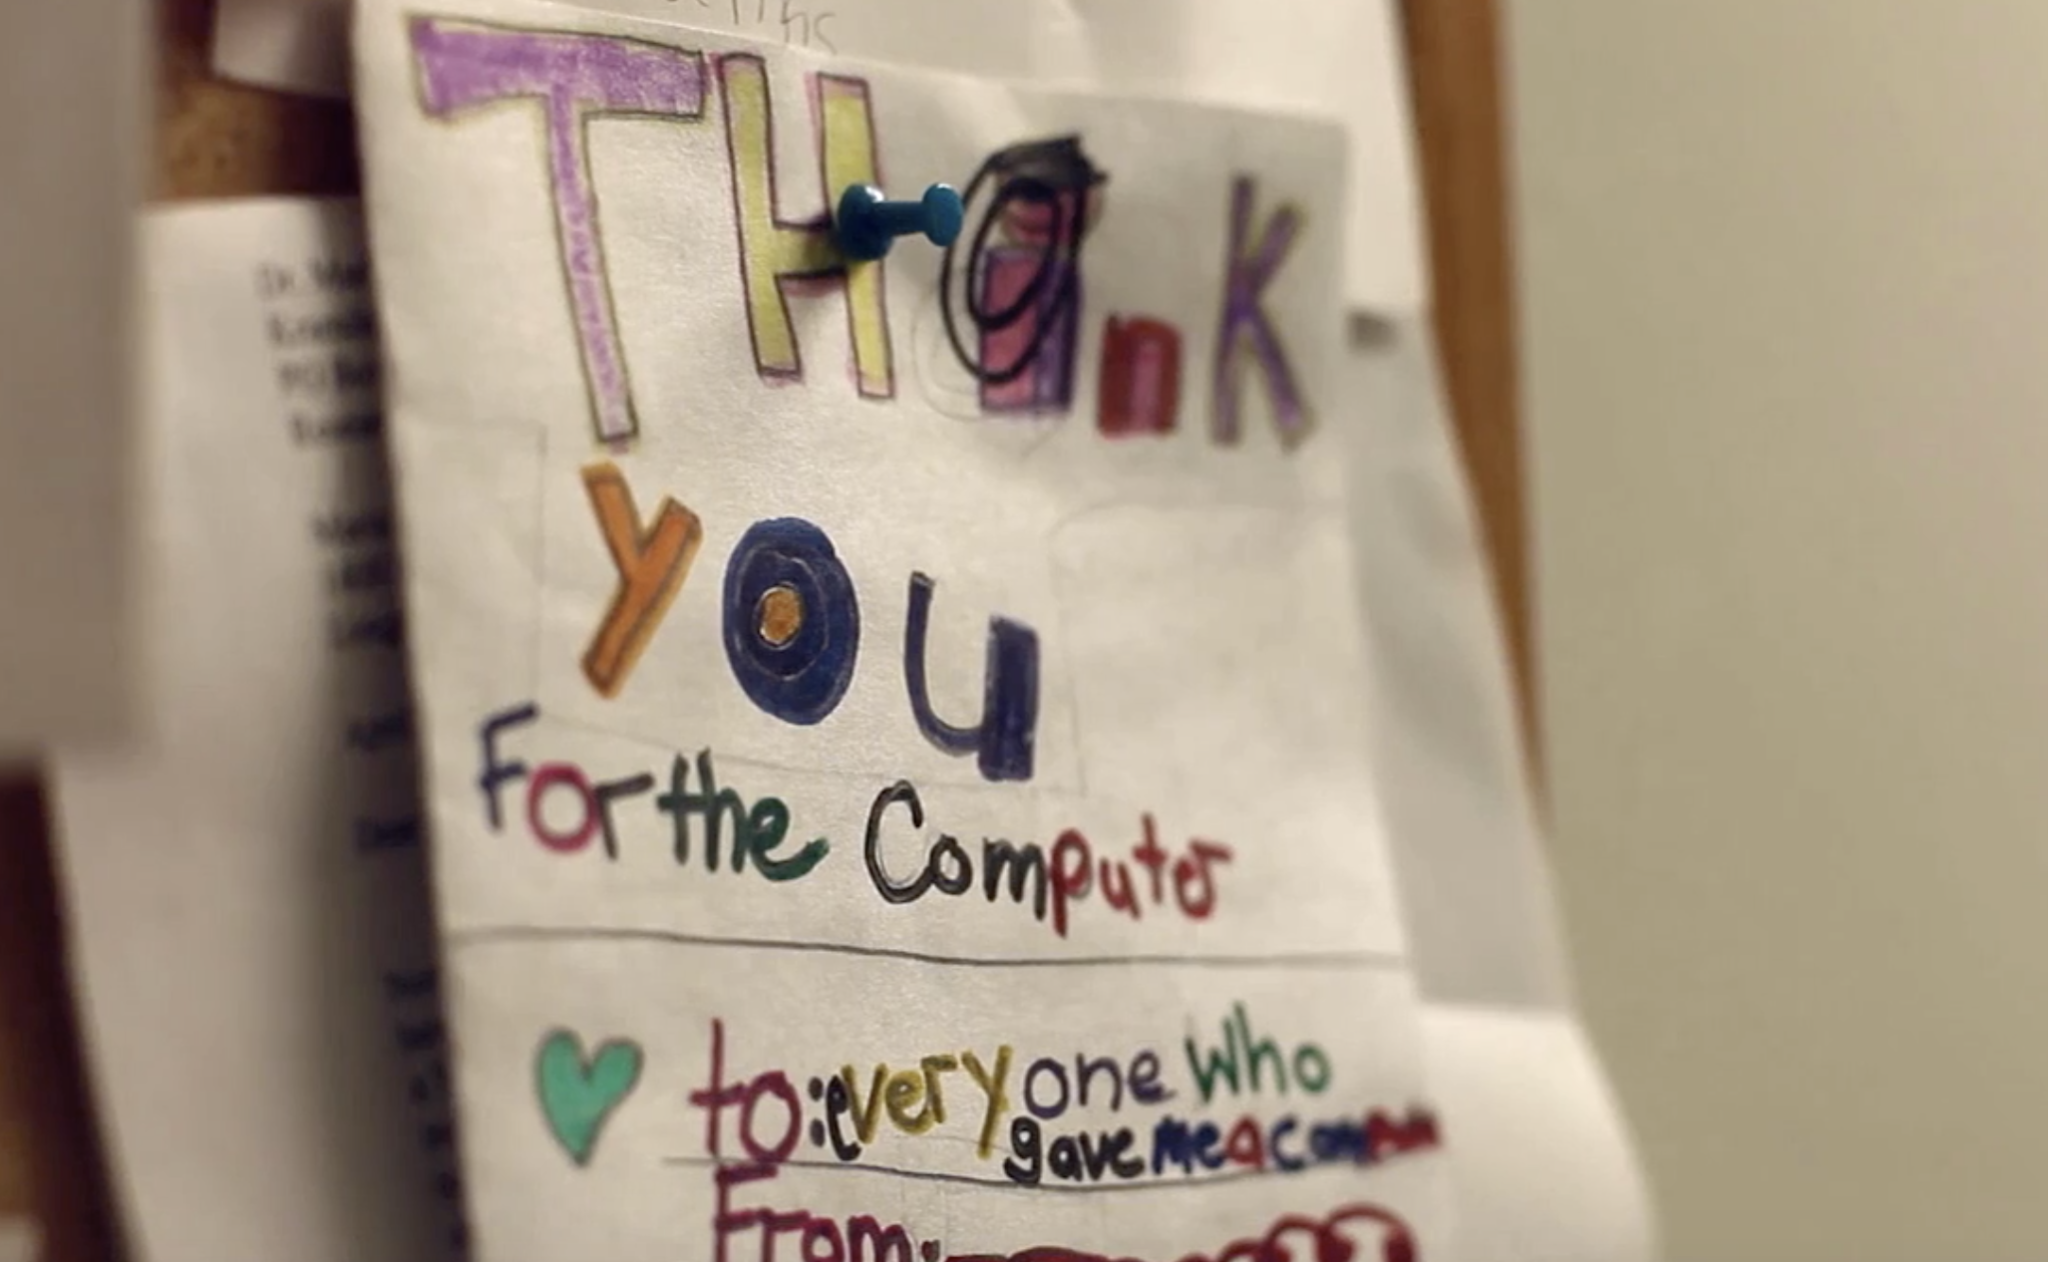 THanK
you
For the Computer
to: everyone who
gave me a
From: